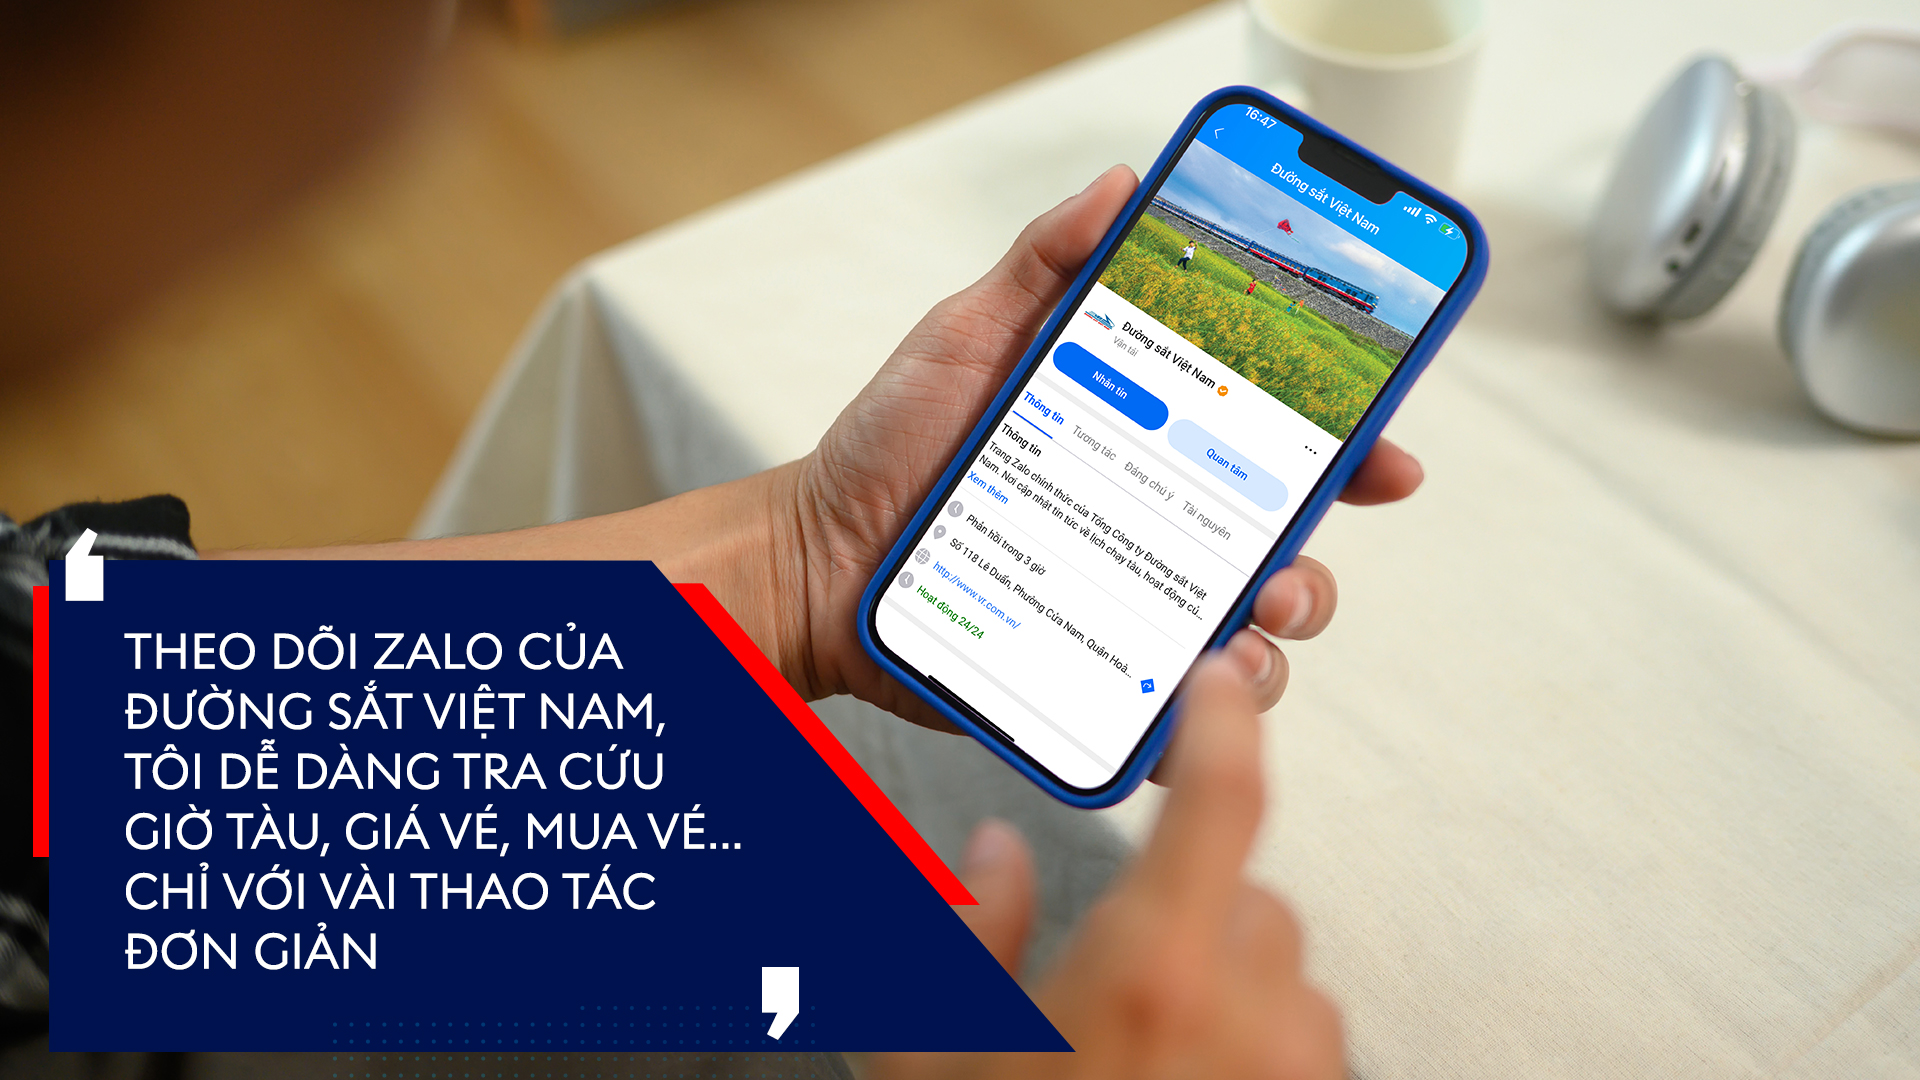 16:47
Đường sắt Việt Nam
Đường sắt Việt Nam
Vận tải
Nhắn tin
Quan tâm
Thông tin Tương tác Đáng chú ý Tài nguyên
Thông tin
Trang Zalo chính thức của Tổng Công ty Đường sắt Việt
Nam. Nơi cập nhật tin tức về lịch chạy tàu, hoạt động củ...
Xem thêm
Phản hồi trong 3 giờ
Số 118 Lê Duẩn, Phường Cửa Nam, Quận Hoà...
http://www.vr.com.vn/
Hoạt động 24/24
THEO DÕI ZALO CỦA
ĐƯỜNG SẮT VIỆT NAM,
TÔI DỄ DÀNG TRA CỨU
GIỜ TÀU, GIÁ VÉ, MUA VÉ...
CHỈ VỚI VÀI THAO TÁC
ĐƠN GIẢN